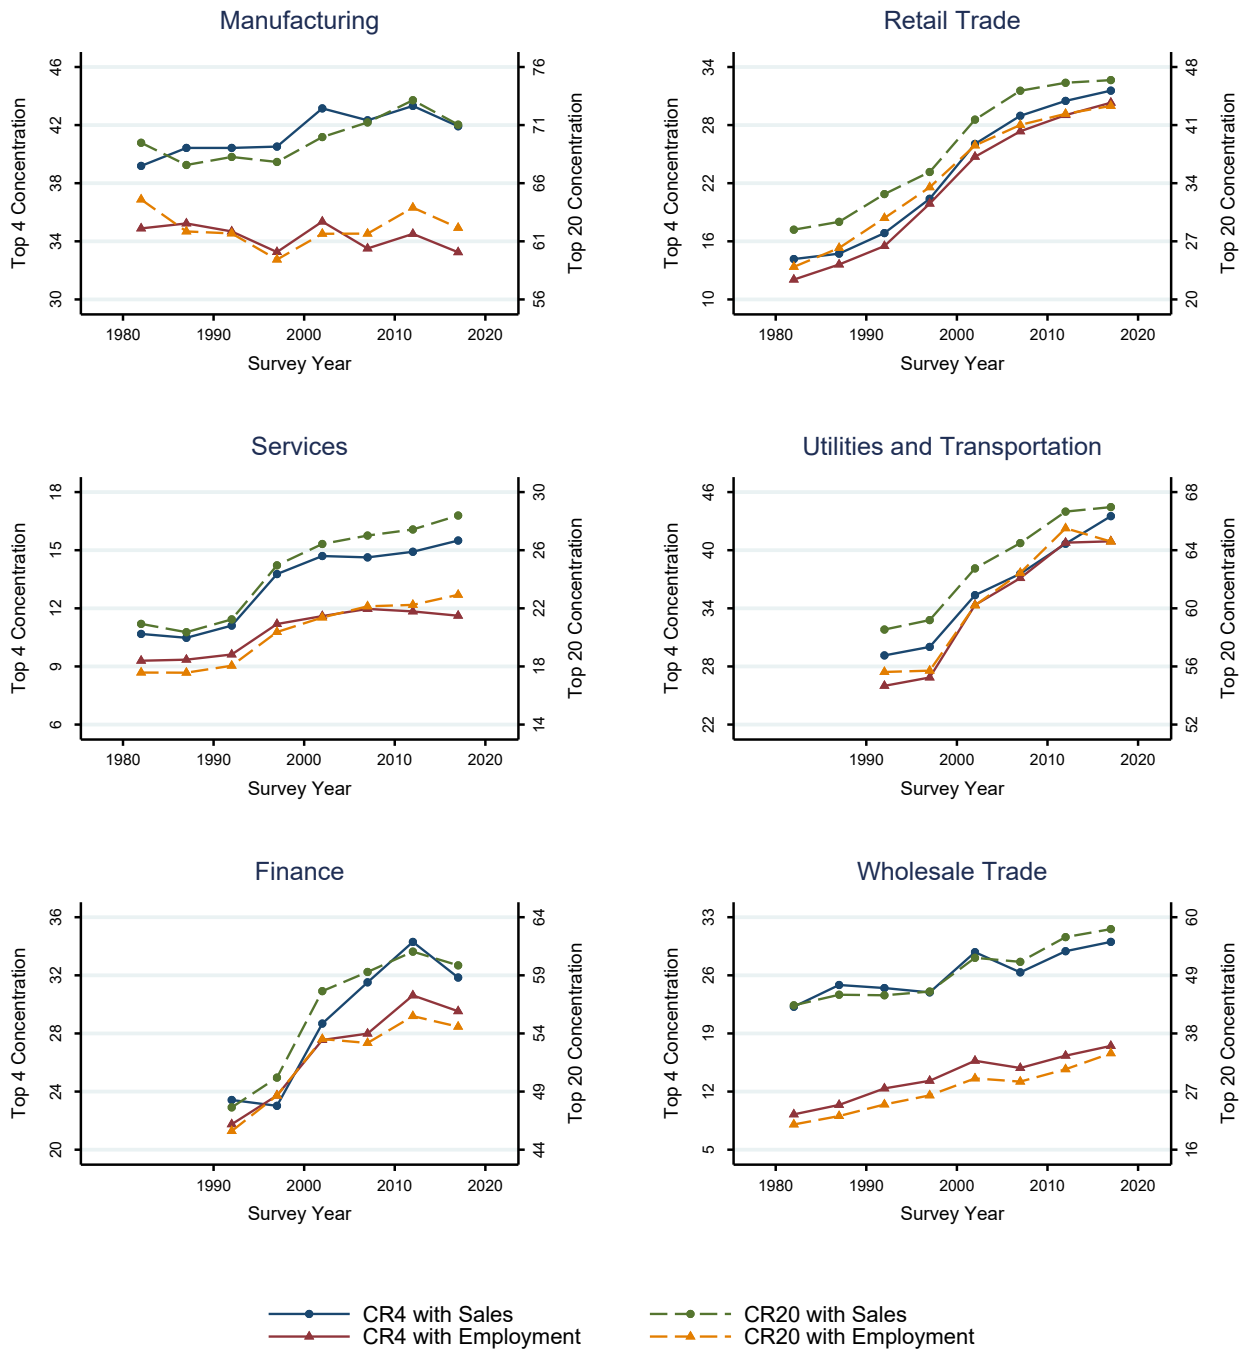 Manufacturing
Top 4 Concentration
46
42
38
34
30
76
71
66
61
56
Top 20 Concentration
1980 1990 2000 2010 2020
Survey Year
Retail Trade
Top 4 Concentration
34
28
22
16
10
48
41
34
27
20
Top 20 Concentration
1980 1990 2000 2010 2020
Survey Year
Services
Top 4 Concentration
18
15
12
9
6
30
26
22
18
14
Top 20 Concentration
1980 1990 2000 2010 2020
Survey Year
Utilities and Transportation
Top 4 Concentration
46
40
34
28
22
68
64
60
56
52
Top 20 Concentration
1990 2000 2010 2020
Survey Year
Finance
Top 4 Concentration
36
32
28
24
20
64
59
54
49
44
Top 20 Concentration
1990 2000 2010 2020
Survey Year
Wholesale Trade
Top 4 Concentration
33
26
19
12
5
60
49
38
27
16
Top 20 Concentration
1980 1990 2000 2010 2020
Survey Year
CR4 with Sales CR20 with Sales
CR4 with Employment CR20 with Employment